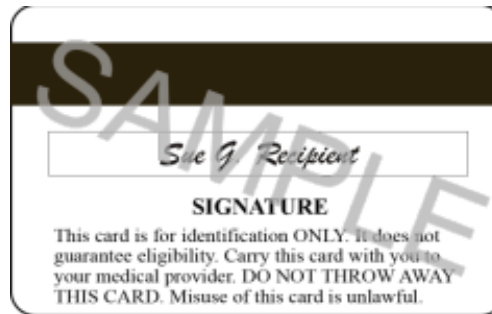 SAMPLE
Sue G. Recipient
SIGNATURE
This card is for identification ONLY. It does not
guarantee eligibility. Carry this card with you to
your medical provider. DO NOT THROW AWAY
THIS CARD. Misuse of this card is unlawful.